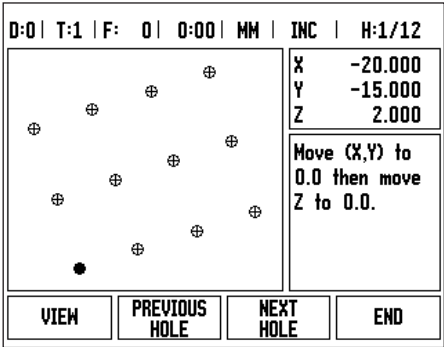 D:0 | T:1 | F: 0 | 0:00 | MM | INC | H:1/12
X -20.000
Y -15.000
Z 2.000
Move (X,Y) to
0.0 then move
Z to 0.0.
VIEW
PREVIOUS
HOLE
NEXT
HOLE
END